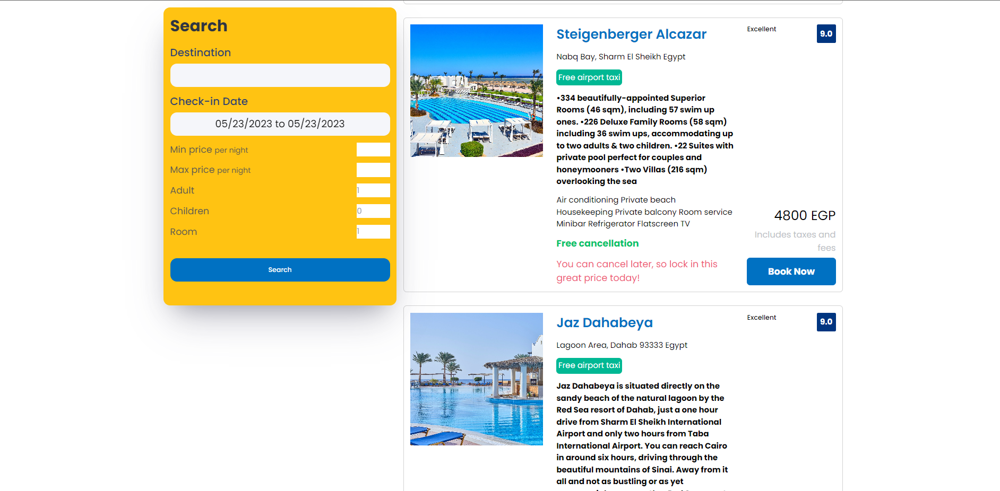 Search
Destination
Check-in Date
05/23/2023 to 05/23/2023
Min price per night
Max price per night
Adult 1
Children 0
Room 1
Search
Steigenberger Alcazar
Excellent 9.0
Nabq Bay, Sharm El Sheikh Egypt
Free airport taxi
•334 beautifully-appointed Superior
Rooms (46 sqm), including 57 swim up
ones. •226 Deluxe Family Rooms (58 sqm)
including 36 swim ups, accommodating up
to two adults & two children. •22 Suites with
private pool perfect for couples and
honeymooners •Two Villas (216 sqm)
overlooking the sea
Air conditioning Private beach
Housekeeping Private balcony Room service
Minibar Refrigerator Flatscreen TV
Free cancellation
You can cancel later, so lock in this
great price today!
4800 EGP
Includes taxes and
fees
Book Now
Jaz Dahabeya
Excellent 9.0
Lagoon Area, Dahab 93333 Egypt
Free airport taxi
Jaz Dahabeya is situated directly on the
sandy beach of the natural lagoon by the
Red Sea resort of Dahab, just a one hour
drive from Sharm El Sheikh International
Airport and only two hours from Taba
International Airport. You can reach Cairo
in around six hours, driving through the
beautiful mountains of Sinai. Away from it
all and not as bustling or as yet